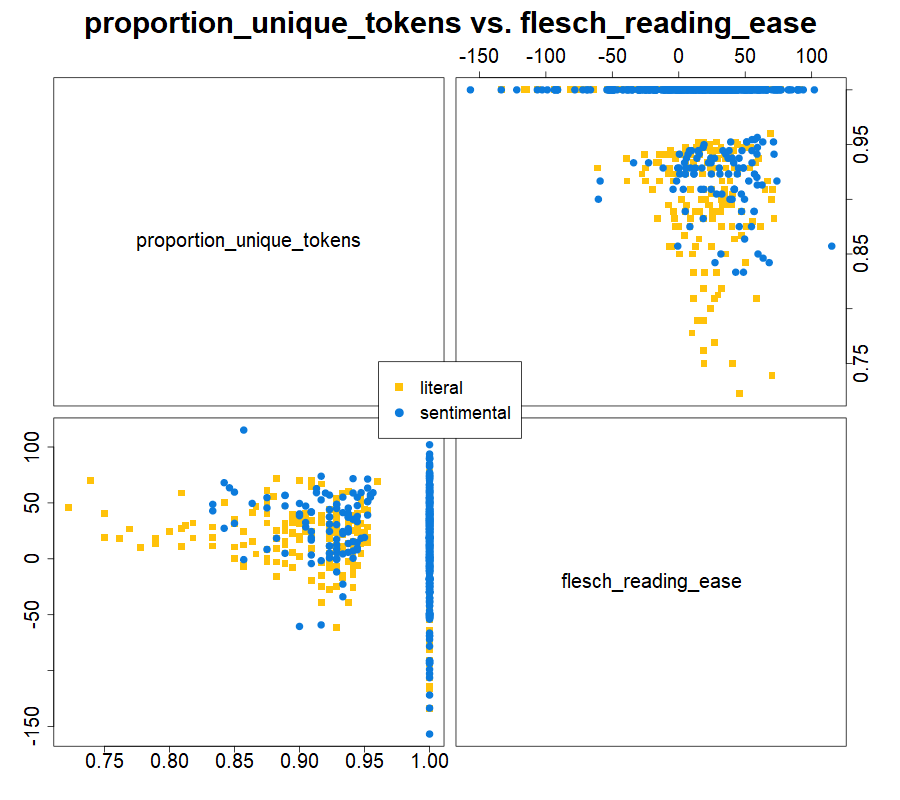 proportion_unique_tokens vs. flesch_reading_ease
-150 -100 -50 0 50 100
proportion_unique_tokens
0.95
0.85
0.75
literal
sentimental
100
50
0
-50
-150
flesch_reading_ease
0.75 0.80 0.85 0.90 0.95 1.00